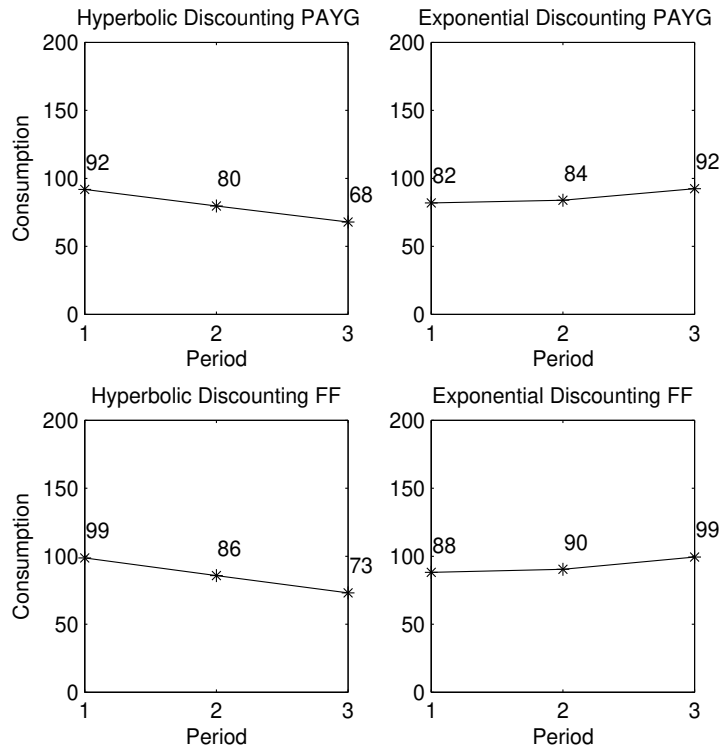 Hyperbolic Discounting PAYG
200
150
100
50
0
Consumption
92
80
68
1 2 3
Period
Exponential Discounting PAYG
200
150
100
50
0
82
84
92
1 2 3
Period
Hyperbolic Discounting FF
200
150
100
50
0
Consumption
99
86
73
1 2 3
Period
Exponential Discounting FF
200
150
100
50
0
88
90
99
1 2 3
Period